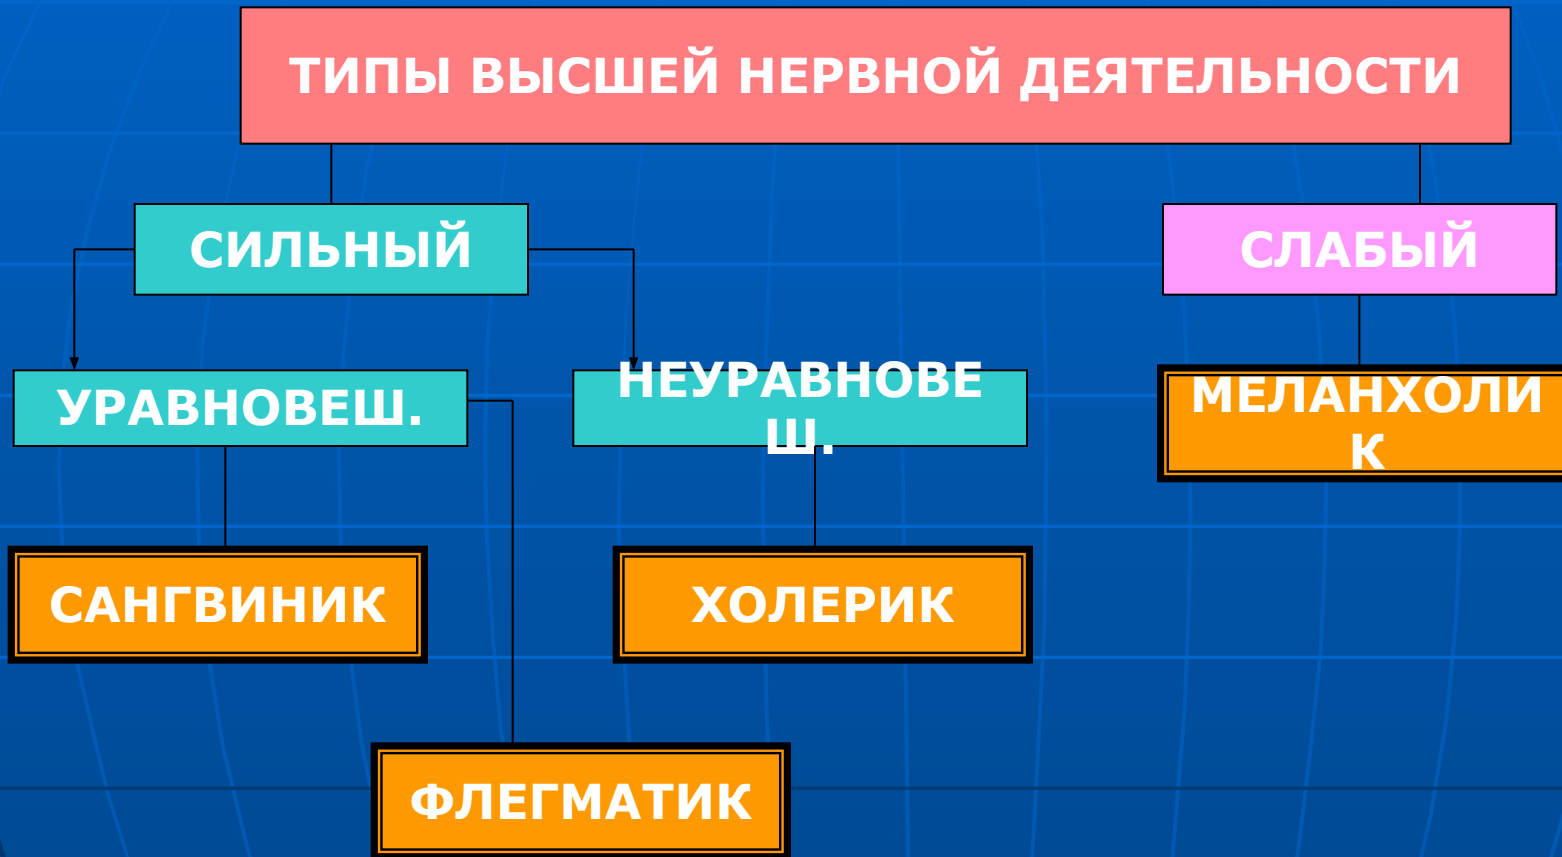 ТИПЫ ВЫСШЕЙ НЕРВНОЙ ДЕЯТЕЛЬНОСТИ
СИЛЬНЫЙ
СЛАБЫЙ
УРАВНОВЕШ.
НЕУРАВНОВЕ
Ш.
МЕЛАНХОЛИ
К
САНГВИНИК
ХОЛЕРИК
ФЛЕГМАТИК